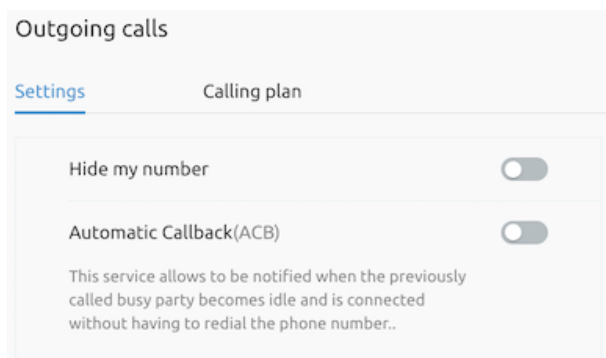 Outgoing calls
Settings Calling plan
Hide my number
Automatic Callback(ACB)
This service allows to be notified when the previously
called busy party becomes idle and is connected
without having to redial the phone number..